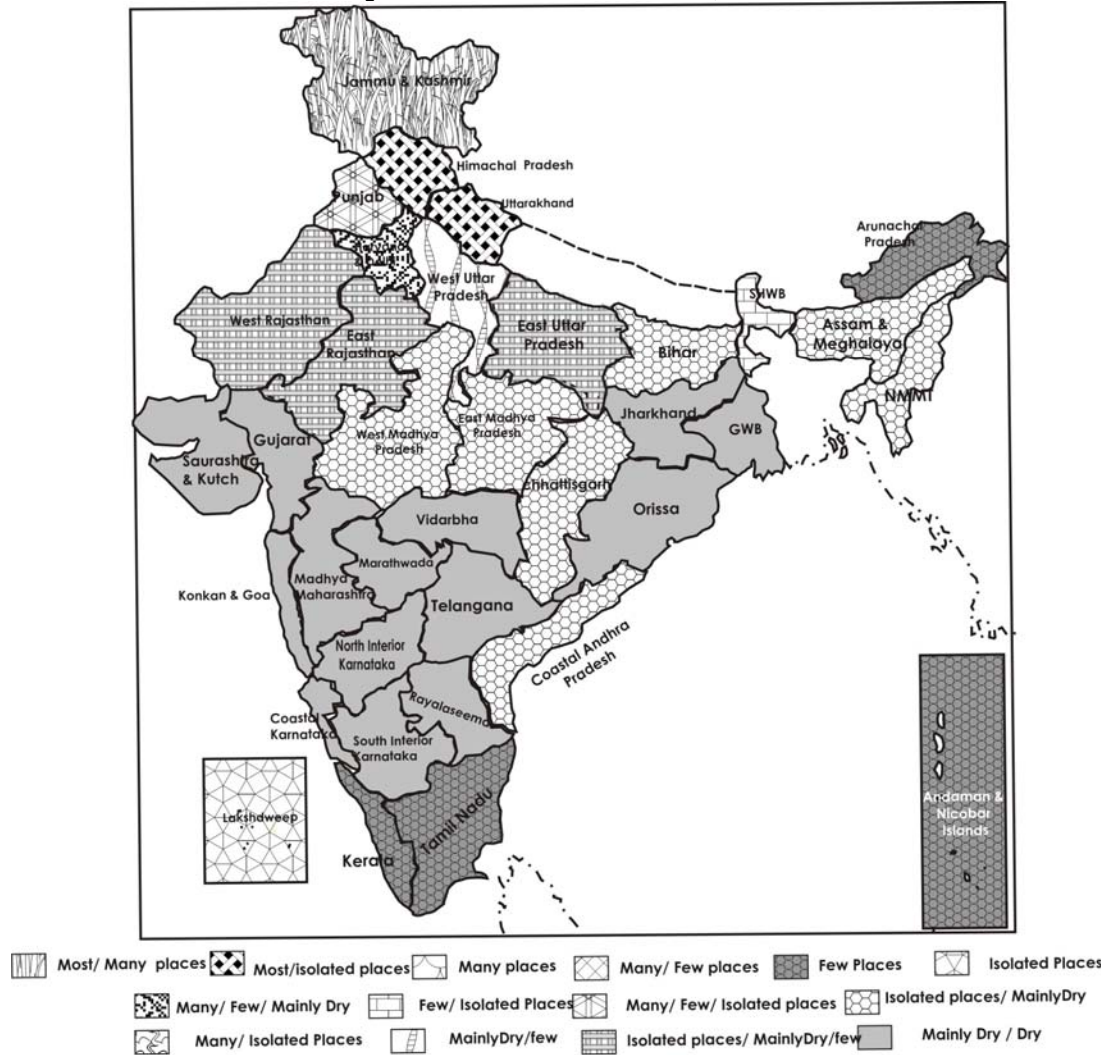 Jammu & Kashmir
Himachal Pradesh
Punjab
Uttarakhand
Arunachal
Pradesh
West Uttar
Pradesh
SHWB
West Rajasthan
East
Rajasthan
East Uttar
Pradesh
Bihar
Assam &
Meghaloya
NMMT
Gujarat
Saurashtra
& Kutch
West Madhya
Pradesh
East Madhya
Pradesh
Jharkhand
GWB
chhattisgarh
Orissa
Vidarbha
Marathwada
Madhya
Maharashtra
Konkan & Goa
Telangana
North Interior
Karnataka
Coastal Andhra
Pradesh
Rayalaseema
Coastal
Karnataka
South Interior
Karnataka
Lakshdweep
Kerala
Tamil Nadu
Andaman &
Nicobar
Islands
Most/ Many places
Most/isolated places
Many places
Many/ Few places
Few Places
Isolated Places
Many/ Few/ Mainly Dry
Few/ Isolated Places
Many/ Few/ Isolated places
Isolated places/ MainlyDry
Many/ Isolated Places
MainlyDry/few
Isolated places/ MainlyDry/few
Mainly Dry / Dry